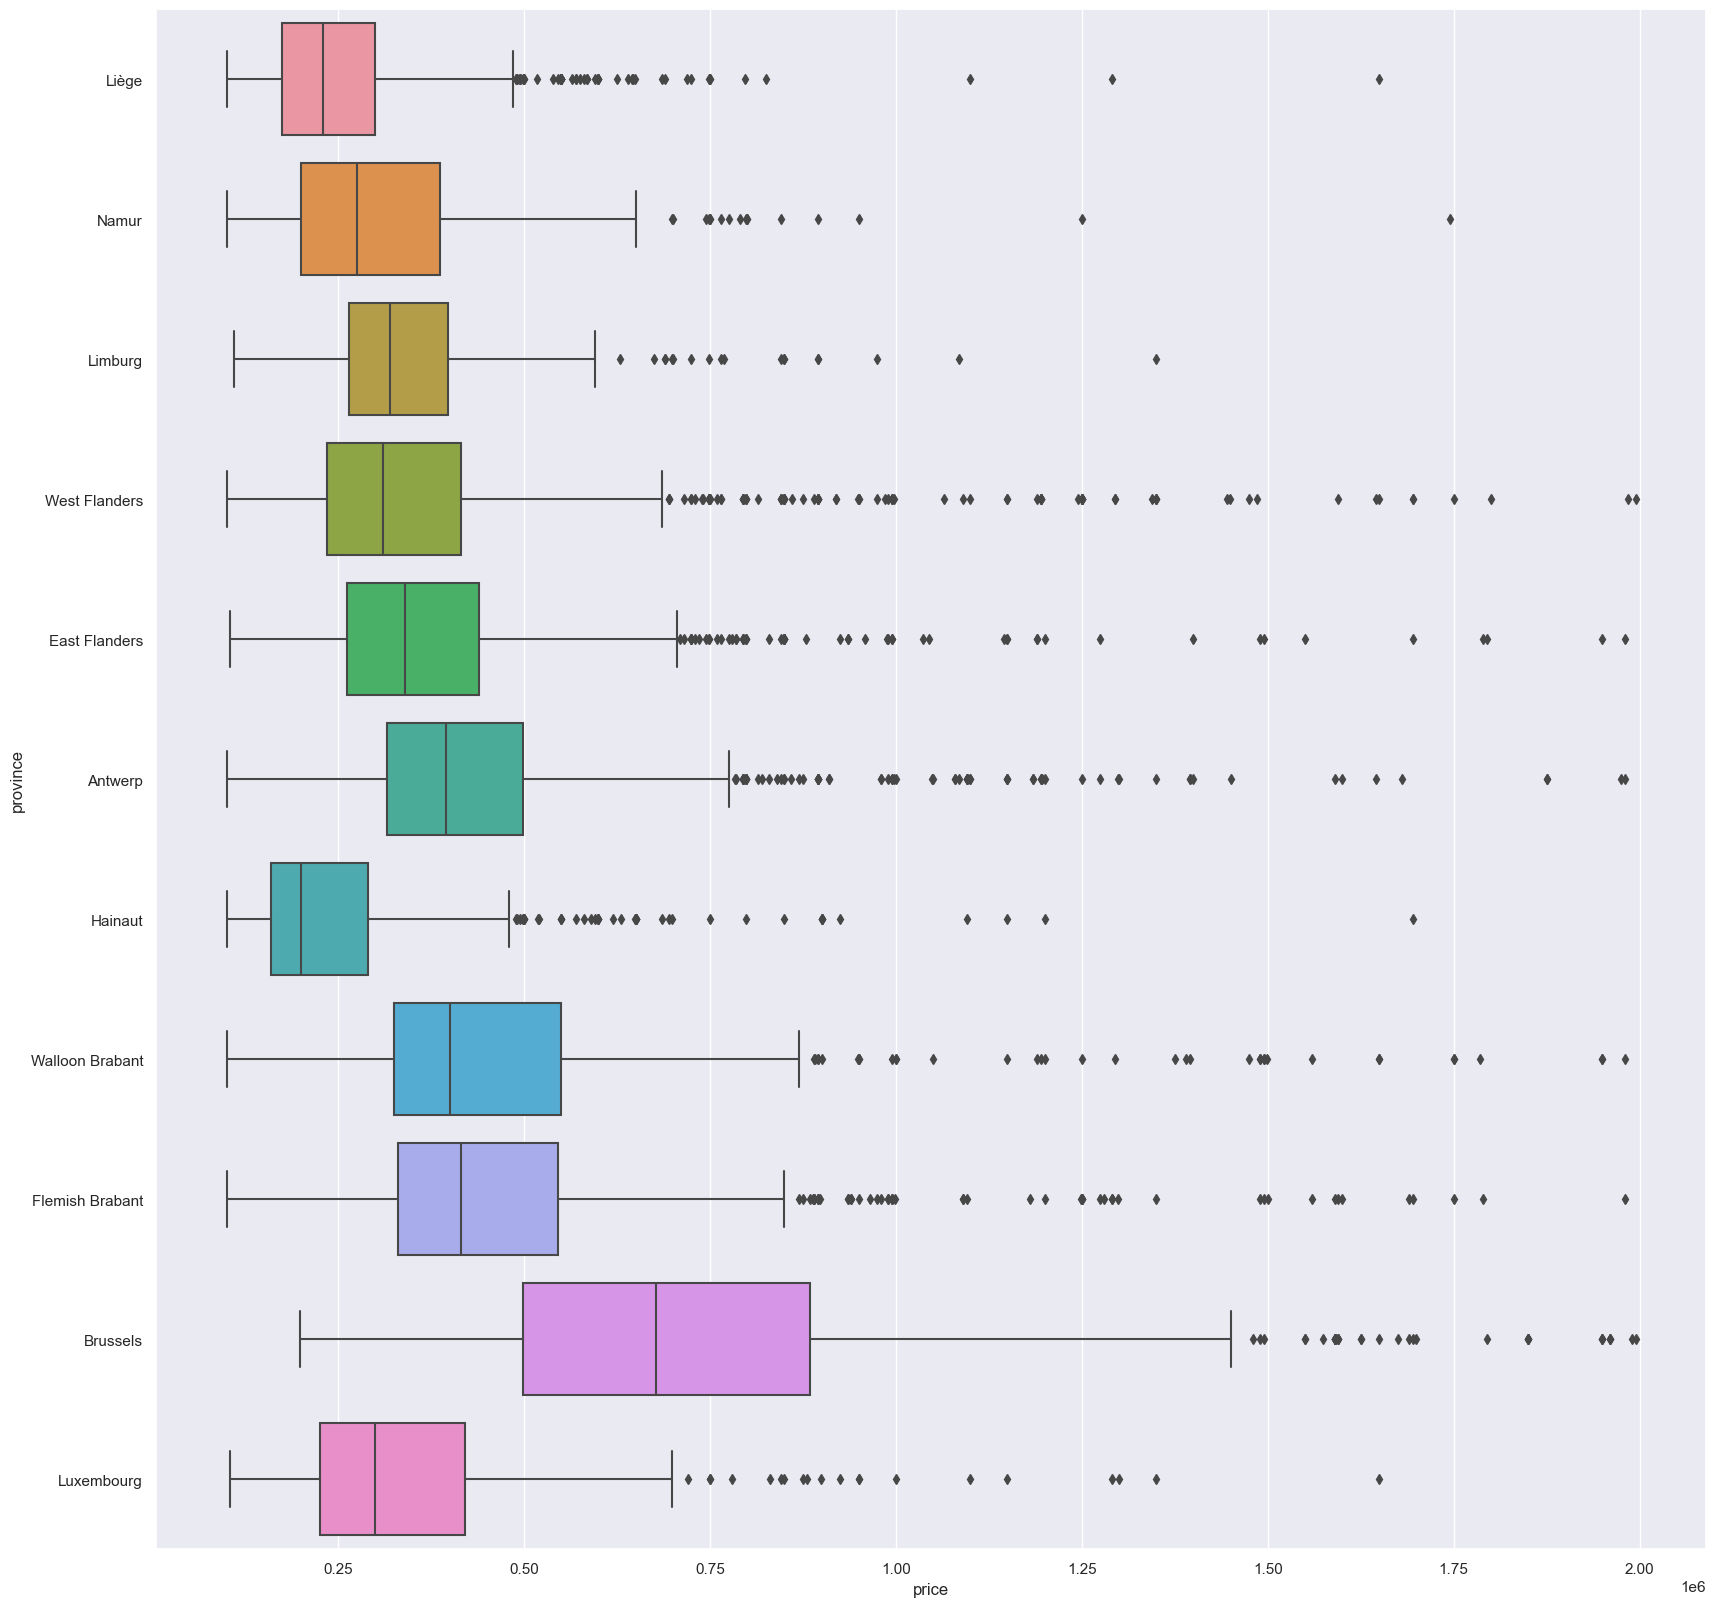 Liège
Namur
Limburg
West Flanders
East Flanders
Antwerp
Hainaut
Walloon Brabant
Flemish Brabant
Brussels
Luxembourg
province
0.25 0.50 0.75 1.00 1.25 1.50 1.75 2.00
price
1e6